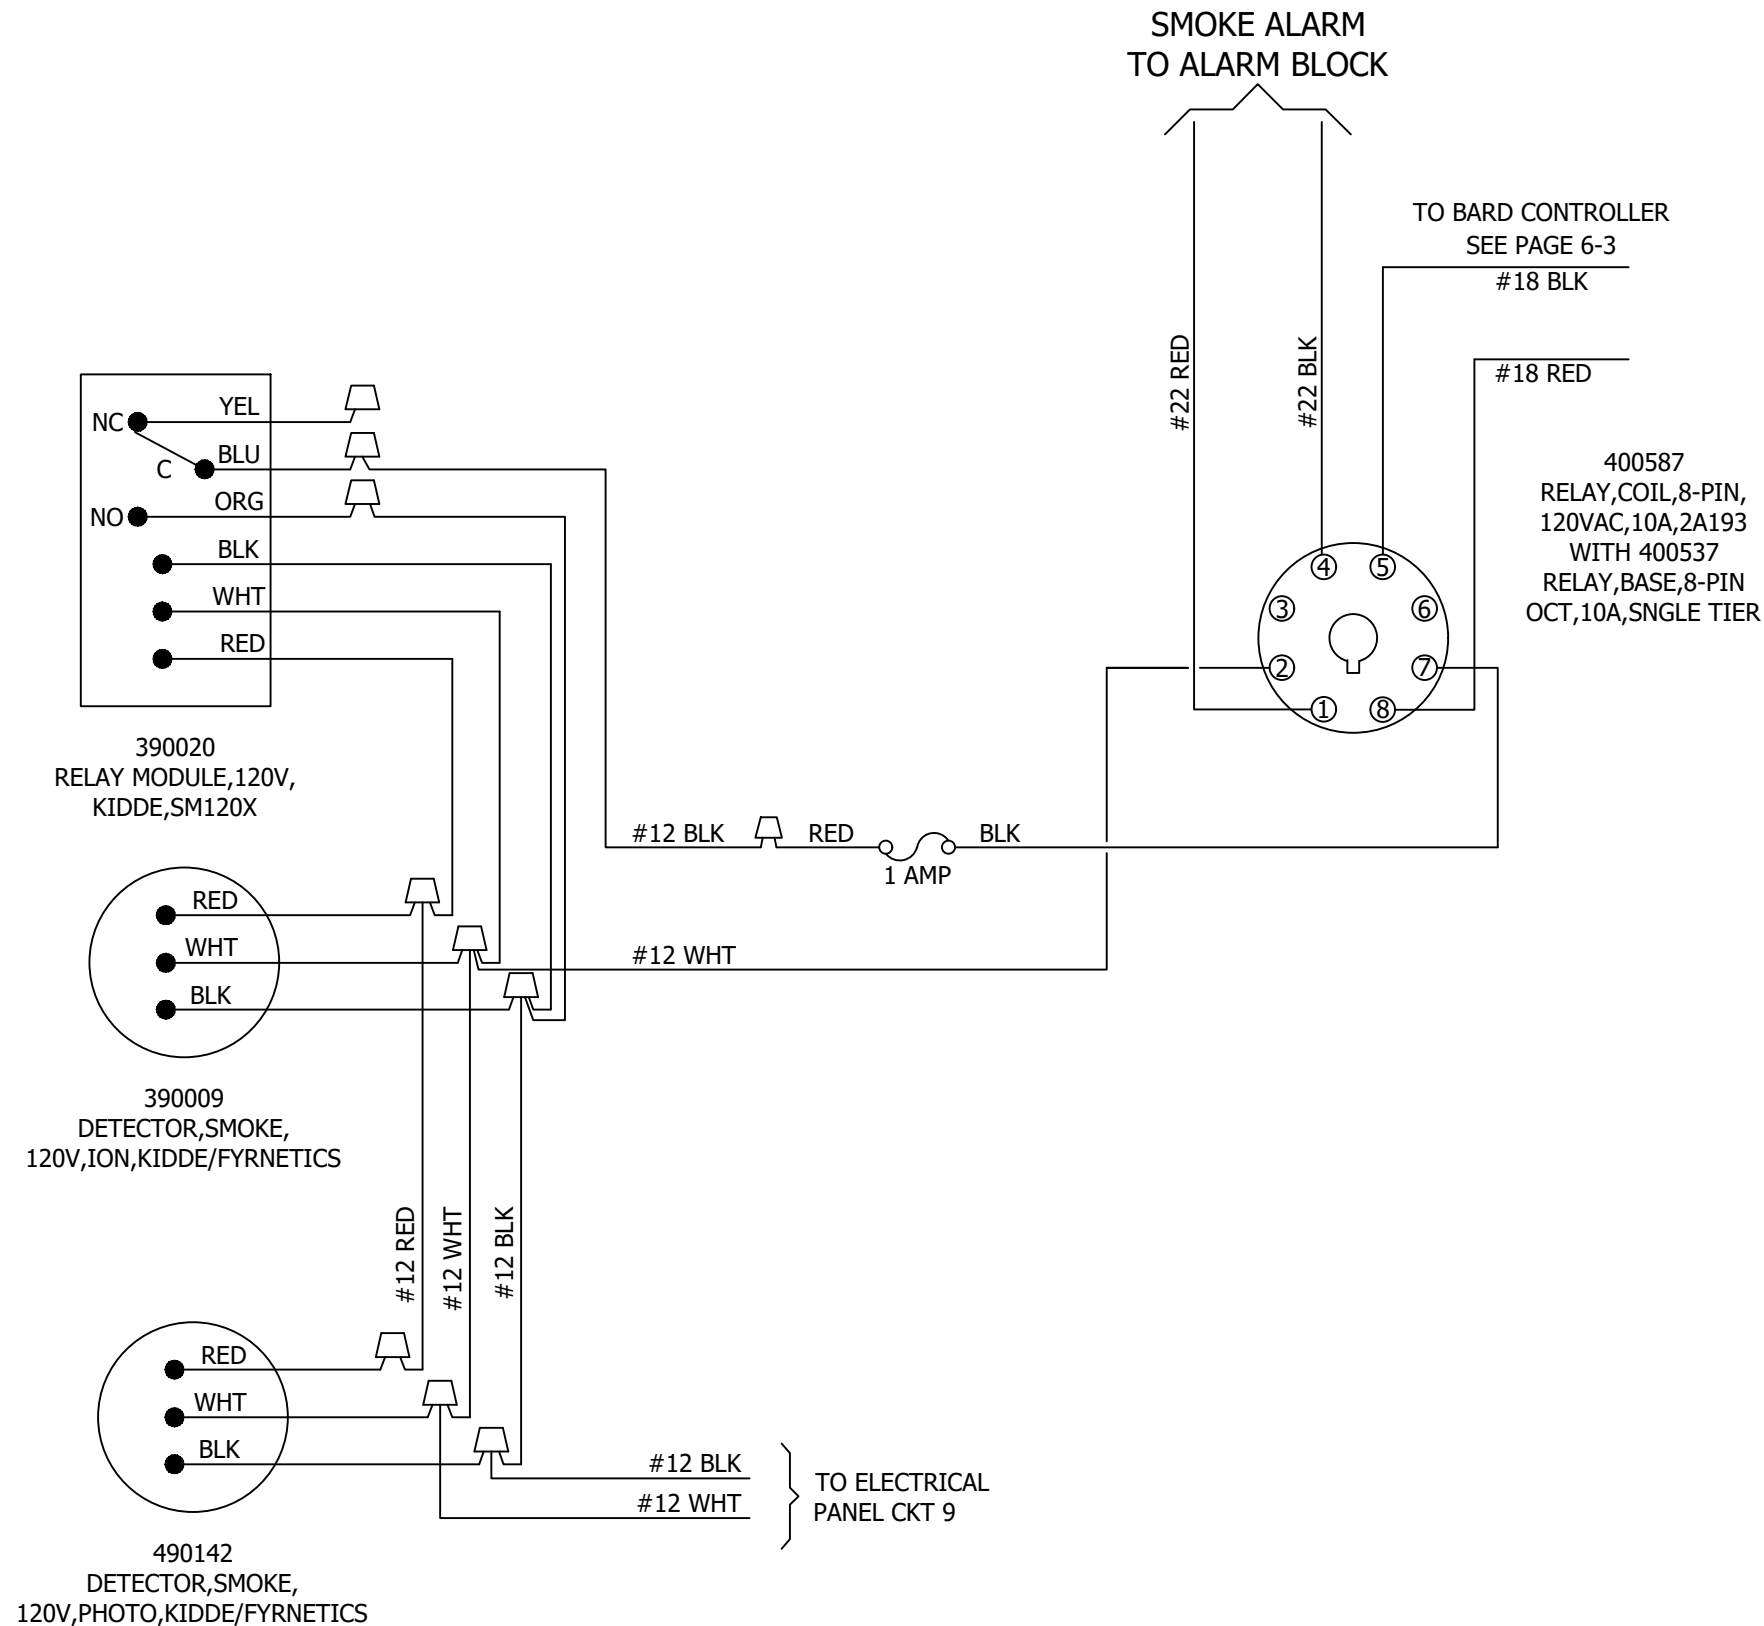 SMOKE ALARM
TO ALARM BLOCK
TO BARD CONTROLLER
SEE PAGE 6-3
#18 BLK
#18 RED
#22 RED
#22 BLK
400587
RELAY,COIL,8-PIN,
120VAC,10A,2A193
WITH 400537
RELAY,BASE,8-PIN
OCT,10A,SNGLE TIER
4
5
3
6
2
7
1
8
NC
YEL
C
BLU
NO
ORG
BLK
WHT
RED
390020
RELAY MODULE,120V,
KIDDE,SM120X
#12 BLK
RED
BLK
1 AMP
#12 WHT
RED
WHT
BLK
390009
DETECTOR,SMOKE,
120V,ION,KIDDE/FYRNETICS
#12 RED
#12 WHT
#12 BLK
RED
WHT
BLK
#12 BLK
#12 WHT
TO ELECTRICAL
PANEL CKT 9
490142
DETECTOR,SMOKE,
120V,PHOTO,KIDDE/FYRNETICS